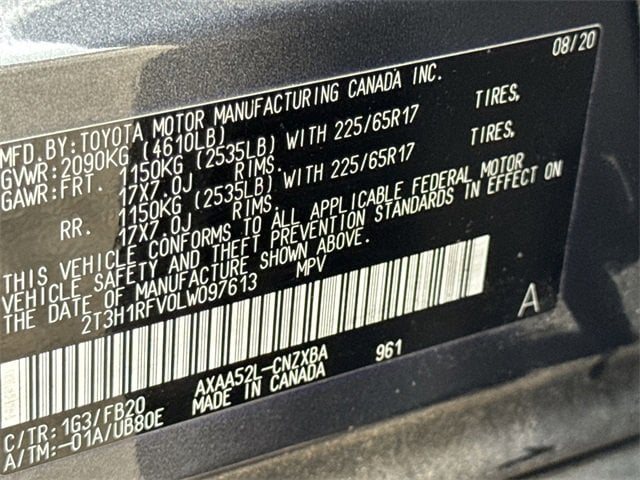 08/20
MFD. BY: TOYOTA MOTOR MANUFACTURING CANADA INC.
GVWR: 2090KG (4610LB)
GAWR: FRT. 1150KG (2535LB) WITH 225/65R17 TIRES,
17X7.0J RIMS.
RR. 1150KG (2535LB) WITH 225/65R17 TIRES,
17X7.0J RIMS.
THIS VEHICLE CONFORMS TO ALL APPLICABLE FEDERAL MOTOR
VEHICLE SAFETY AND THEFT PREVENTION STANDARDS IN EFFECT ON
THE DATE OF MANUFACTURE SHOWN ABOVE.
2T3H1RFV0LW097613 MPV
A
AXAA52L-CNZXBA 961
MADE IN CANADA
C/TR: 1G3/FB20
A/TM: -01A/UB80E